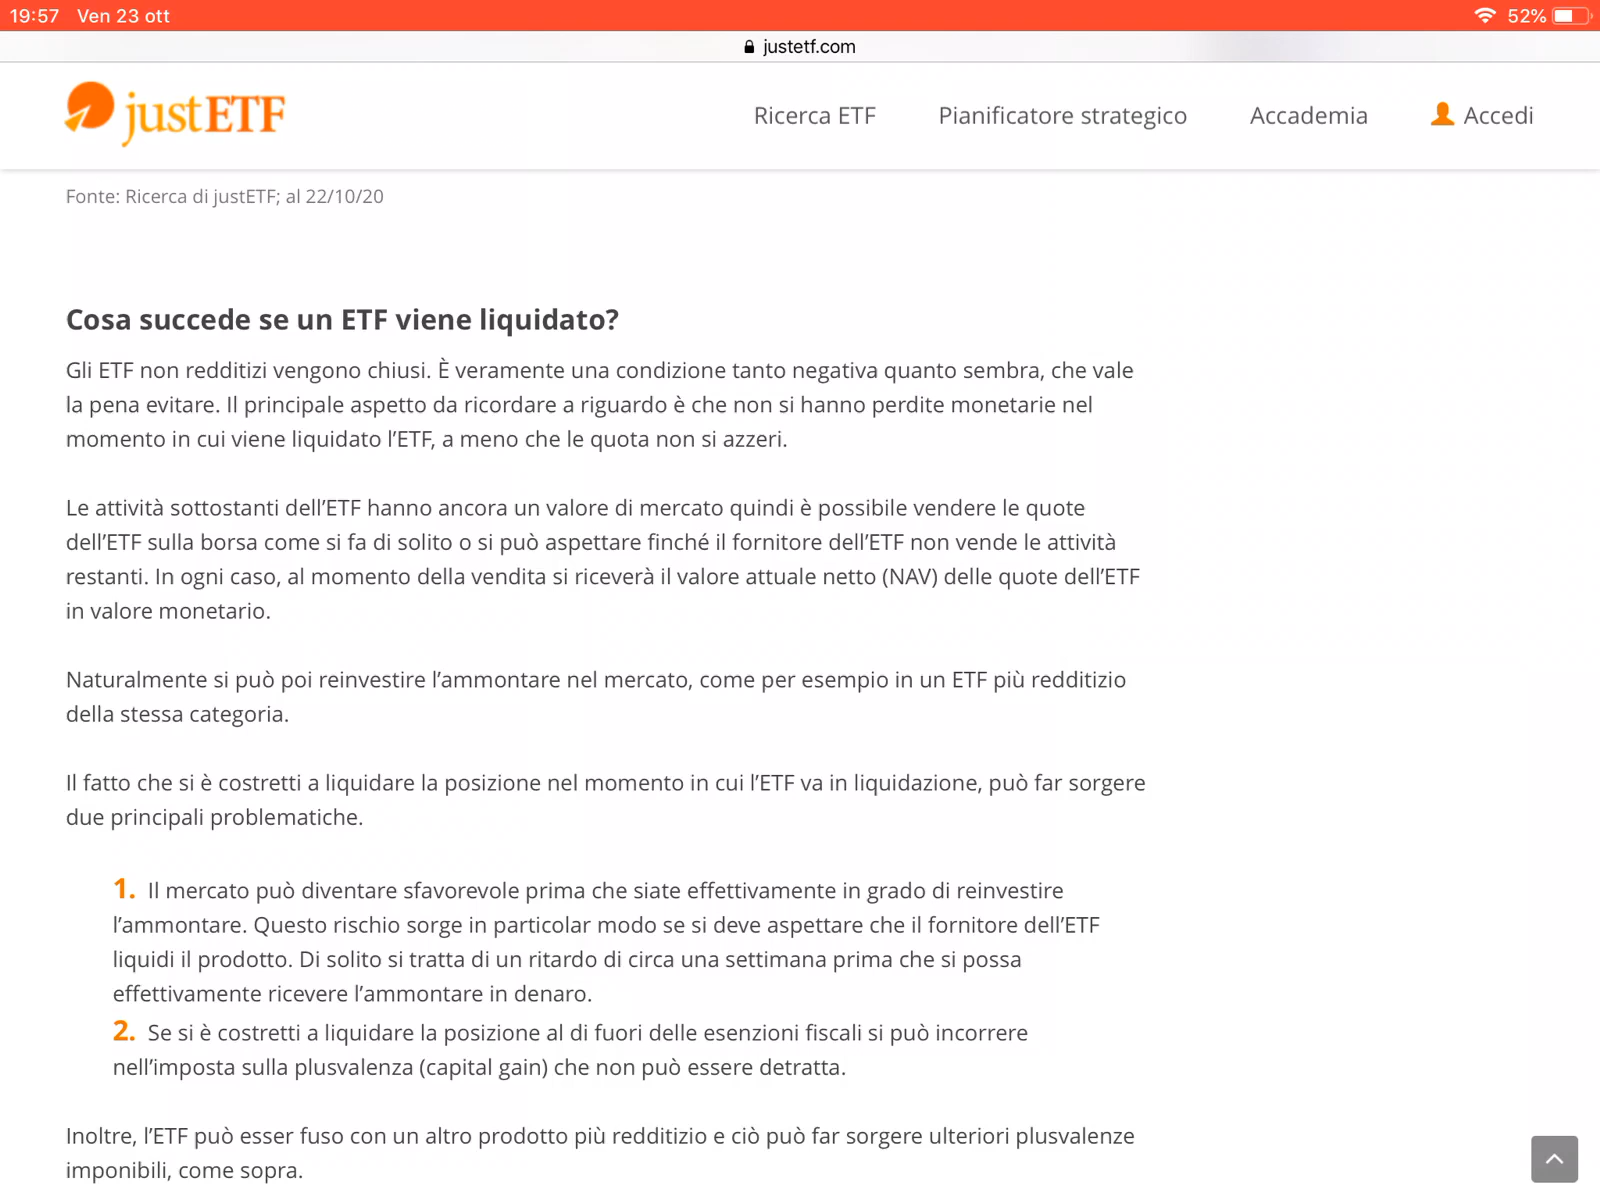 19:57 Ven 23 ott 52%
justetf.com
justETF Ricerca ETF Pianificatore strategico Accademia Accedi
Fonte: Ricerca di justETF; al 22/10/20
Cosa succede se un ETF viene liquidato?
Gli ETF non redditizi vengono chiusi. È veramente una condizione tanto negativa quanto sembra, che vale
la pena evitare. Il principale aspetto da ricordare a riguardo è che non si hanno perdite monetarie nel
momento in cui viene liquidato l’ETF, a meno che le quota non si azzeri.
Le attività sottostanti dell’ETF hanno ancora un valore di mercato quindi è possibile vendere le quote
dell’ETF sulla borsa come si fa di solito o si può aspettare finché il fornitore dell’ETF non vende le attività
restanti. In ogni caso, al momento della vendita si riceverà il valore attuale netto (NAV) delle quote dell’ETF
in valore monetario.
Naturalmente si può poi reinvestire l’ammontare nel mercato, come per esempio in un ETF più redditizio
della stessa categoria.
Il fatto che si è costretti a liquidare la posizione nel momento in cui l’ETF va in liquidazione, può far sorgere
due principali problematiche.
1. Il mercato può diventare sfavorevole prima che siate effettivamente in grado di reinvestire
l’ammontare. Questo rischio sorge in particolar modo se si deve aspettare che il fornitore dell’ETF
liquidi il prodotto. Di solito si tratta di un ritardo di circa una settimana prima che si possa
effettivamente ricevere l’ammontare in denaro.
2. Se si è costretti a liquidare la posizione al di fuori delle esenzioni fiscali si può incorrere
nell’imposta sulla plusvalenza (capital gain) che non può essere detratta.
Inoltre, l’ETF può esser fuso con un altro prodotto più redditizio e ciò può far sorgere ulteriori plusvalenze
imponibili, come sopra.